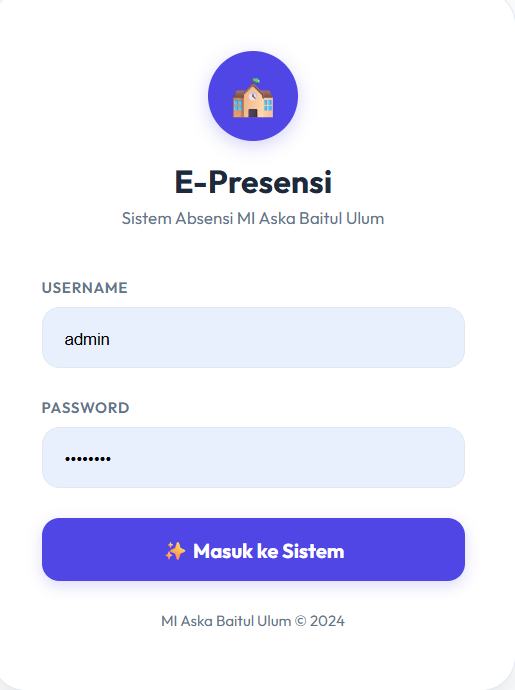 E-Presensi
Sistem Absensi MI Aska Baitul Ulum
USERNAME
admin
PASSWORD
••••••••
✨ Masuk ke Sistem
MI Aska Baitul Ulum © 2024